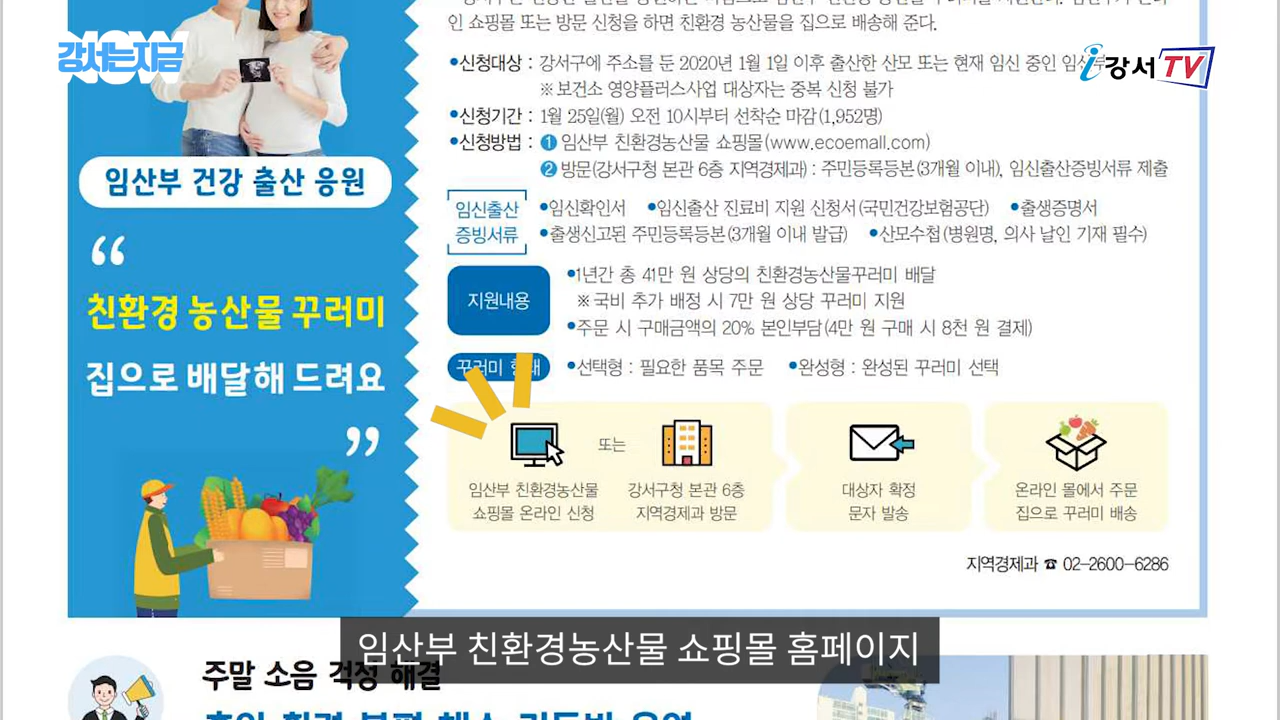 강서는지금
NOW
i강서TV
인 쇼핑몰 또는 방문 신청을 하면 친환경 농산물을 집으로 배송해 준다.
•신청대상 : 강서구에 주소를 둔 2020년 1월 1일 이후 출산한 산모 또는 현재 임신 중인 임산부
※ 보건소 영양플러스사업 대상자는 중복 신청 불가
•신청기간 : 1월 25일(월) 오전 10시부터 선착순 마감(1,952명)
•신청방법 : ❶ 임산부 친환경농산물 쇼핑몰(www.ecoemall.com)
❷ 방문(강서구청 본관 6층 지역경제과) : 주민등록등본(3개월 이내), 임신출산증빙서류 제출
임신출산
증빙서류
•임신확인서 •임신출산 진료비 지원 신청서(국민건강보험공단) •출생증명서
•출생신고된 주민등록등본(3개월 이내 발급) •산모수첩(병원명, 의사 날인 기재 필수)
지원내용
•1년간 총 41만 원 상당의 친환경농산물꾸러미 배달
※ 국비 추가 배정 시 7만 원 상당 꾸러미 지원
•주문 시 구매금액의 20% 본인부담(4만 원 구매 시 8천 원 결제)
꾸러미 형태 •선택형 : 필요한 품목 주문 •완성형 : 완성된 꾸러미 선택
임산부 건강 출산 응원
“
친환경 농산물 꾸러미
집으로 배달해 드려요
”
또는
임산부 친환경농산물
쇼핑몰 온라인 신청
강서구청 본관 6층
지역경제과 방문
대상자 확정
문자 발송
온라인 몰에서 주문
집으로 꾸러미 배송
지역경제과 ☎ 02-2600-6286
임산부 친환경농산물 쇼핑몰 홈페이지
주말 소음 걱정 해결